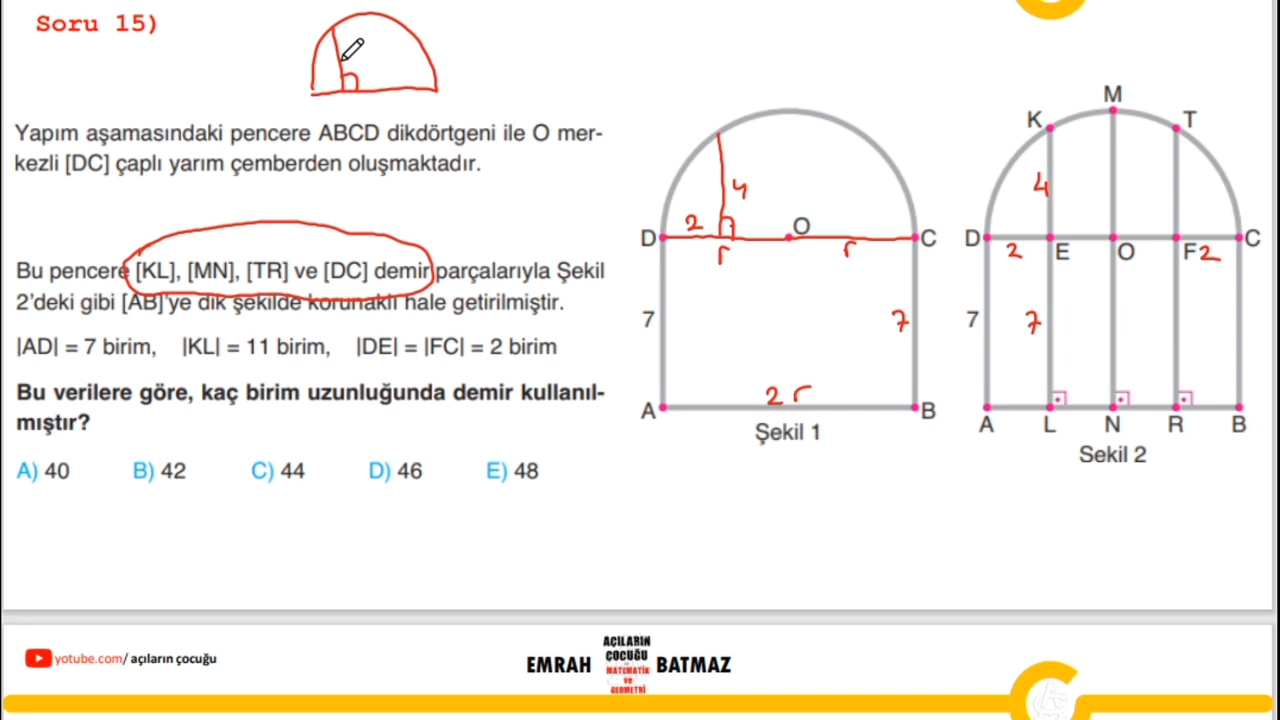 Soru 15)
Yapım aşamasındaki pencere ABCD dikdörtgeni ile O mer-
kezli [DC] çaplı yarım çemberden oluşmaktadır.
Bu pencere [KL], [MN], [TR] ve [DC] demir parçalarıyla Şekil
2'deki gibi [AB]'ye dik şekilde korunaklı hale getirilmiştir.
|AD| = 7 birim, |KL| = 11 birim, |DE| = |FC| = 2 birim
Bu verilere göre, kaç birim uzunluğunda demir kullanıl-
mıştır?
A) 40 B) 42 C) 44 D) 46 E) 48
4
2
D O C
r r
7 7
2 r
A B
Şekil 1
M
K T
4
D E O F C
2 2
7 7
A L N R B
Sekil 2
yotube.com/ açıların çocuğu
EMRAH
AÇILARIN
ÇOCUĞU
MATEMATİK
ve
GEOMETRİ
BATMAZ